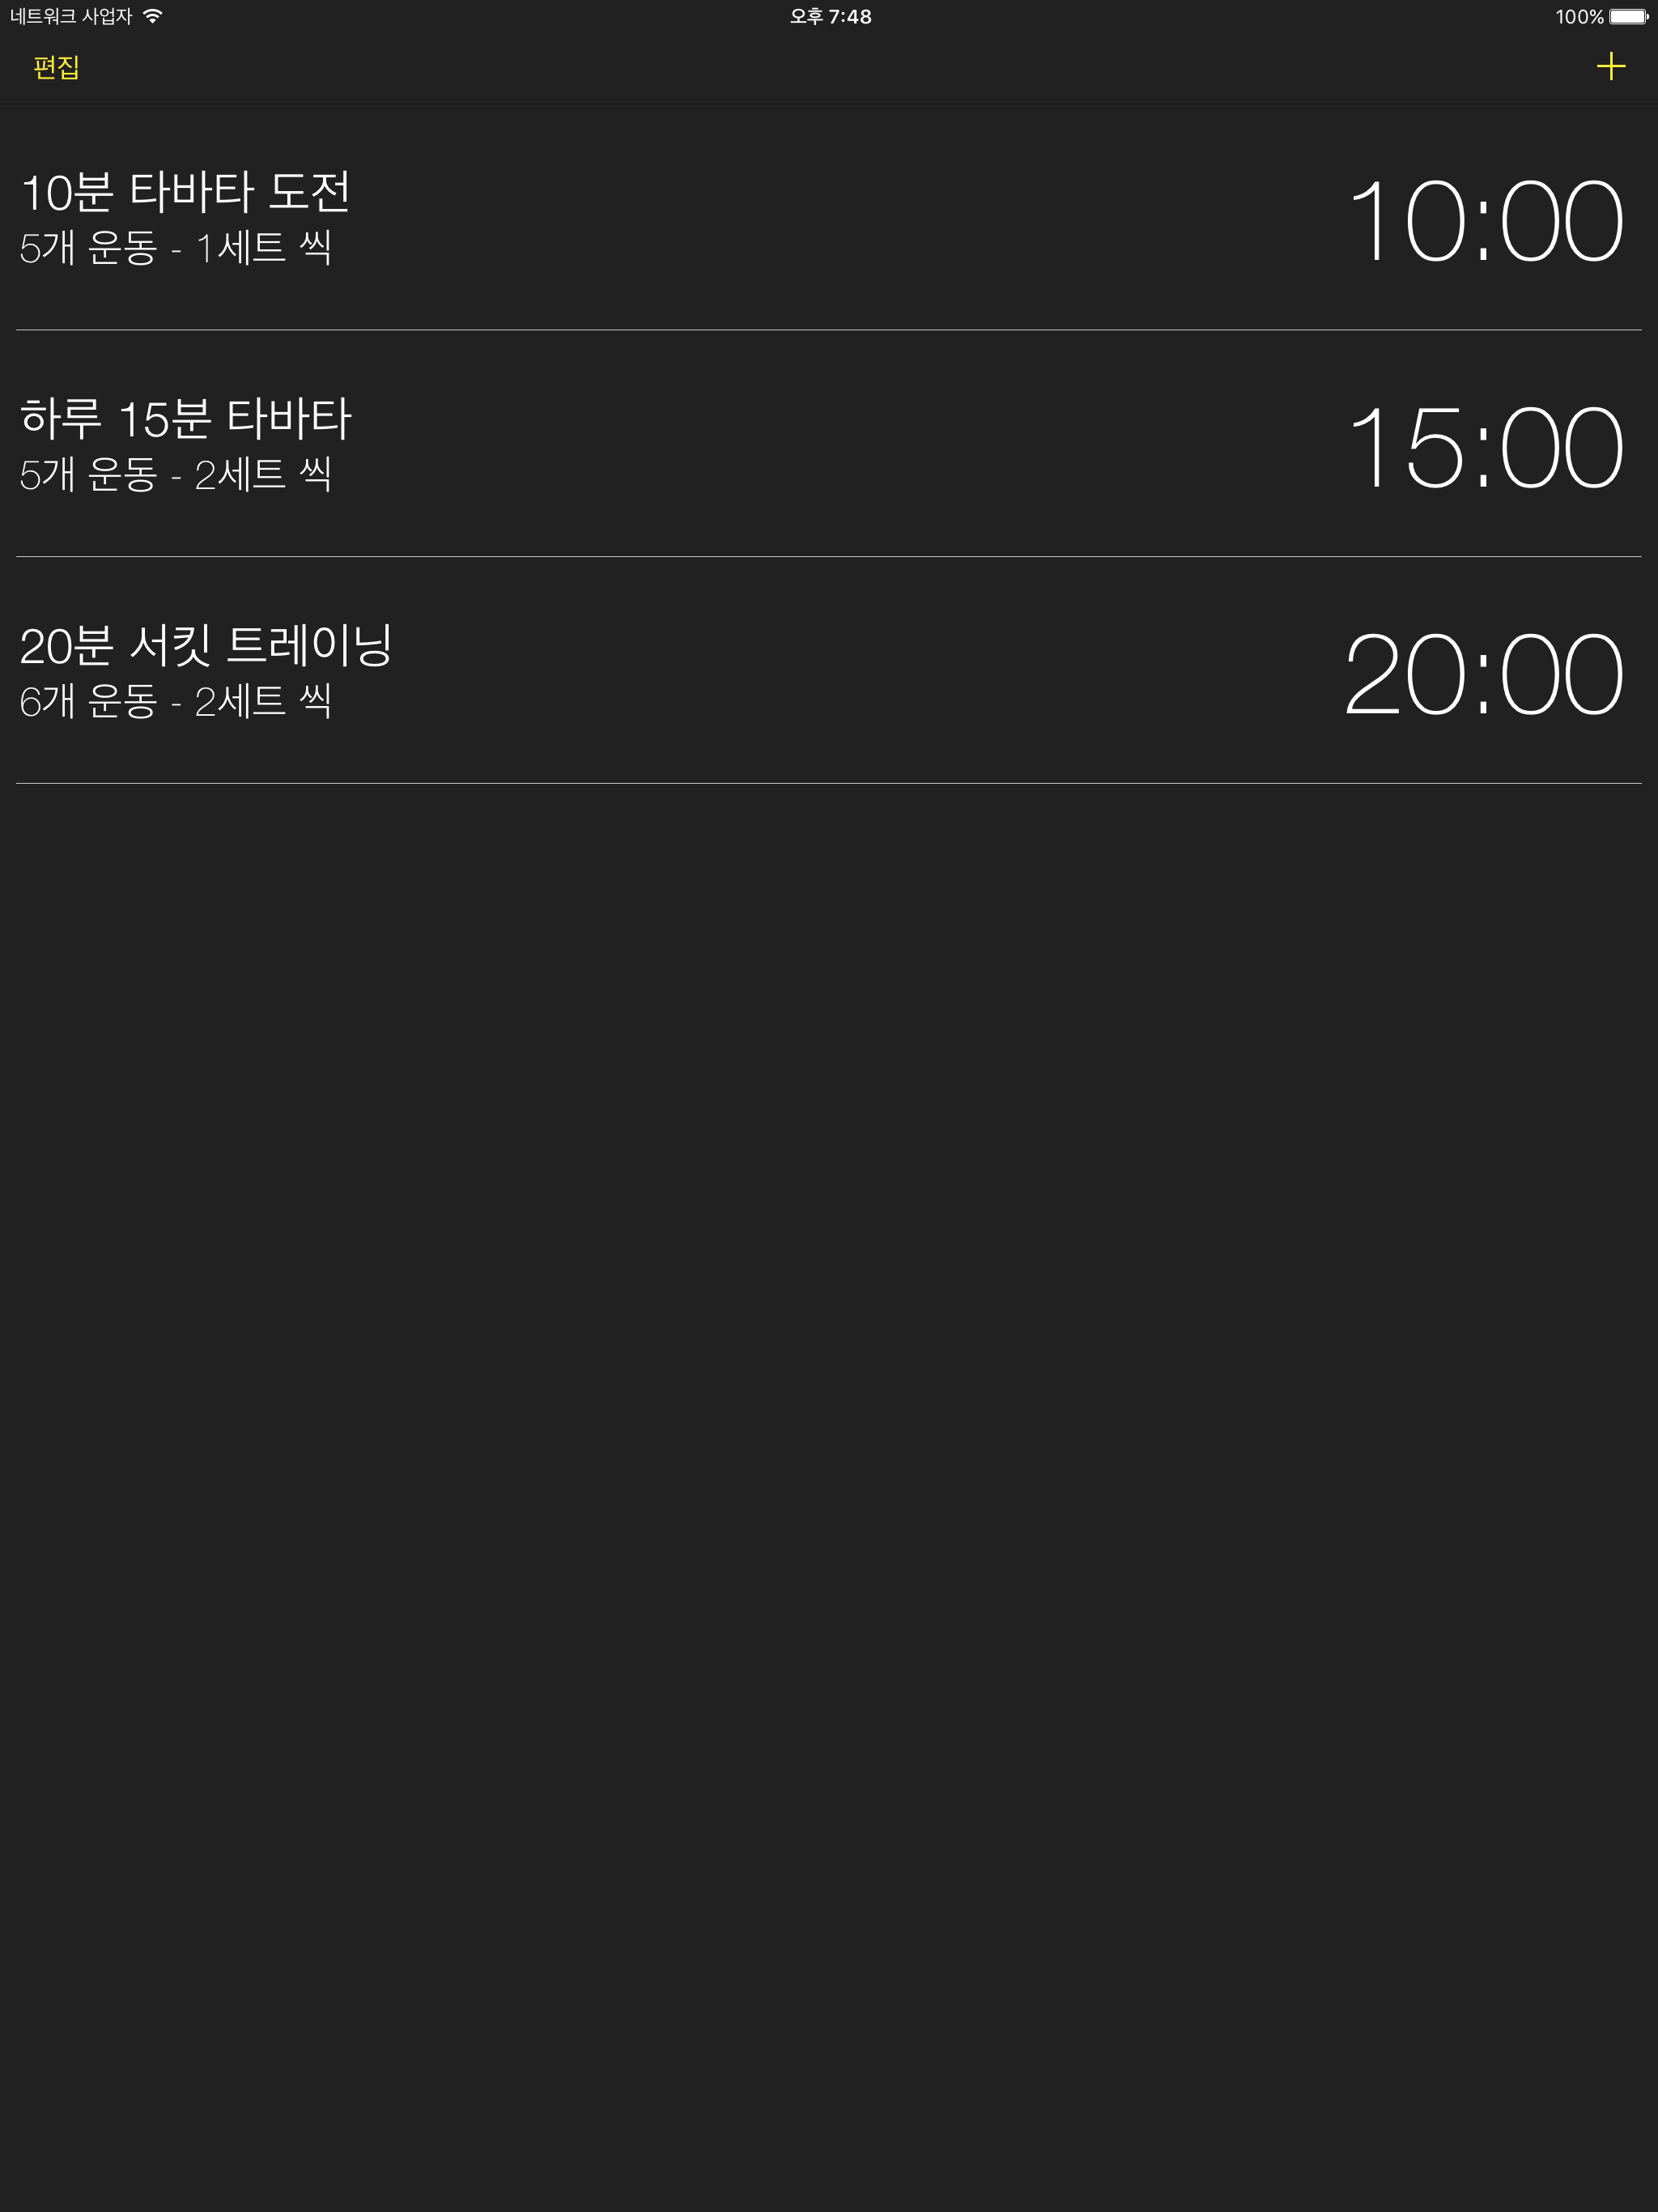 네트워크 사업자 오후 7:48 100%
편집
10분 타바타 도전 10:00
5개 운동 - 1세트 씩
하루 15분 타바타 15:00
5개 운동 - 2세트 씩
20분 서킷 트레이닝 20:00
6개 운동 - 2세트 씩